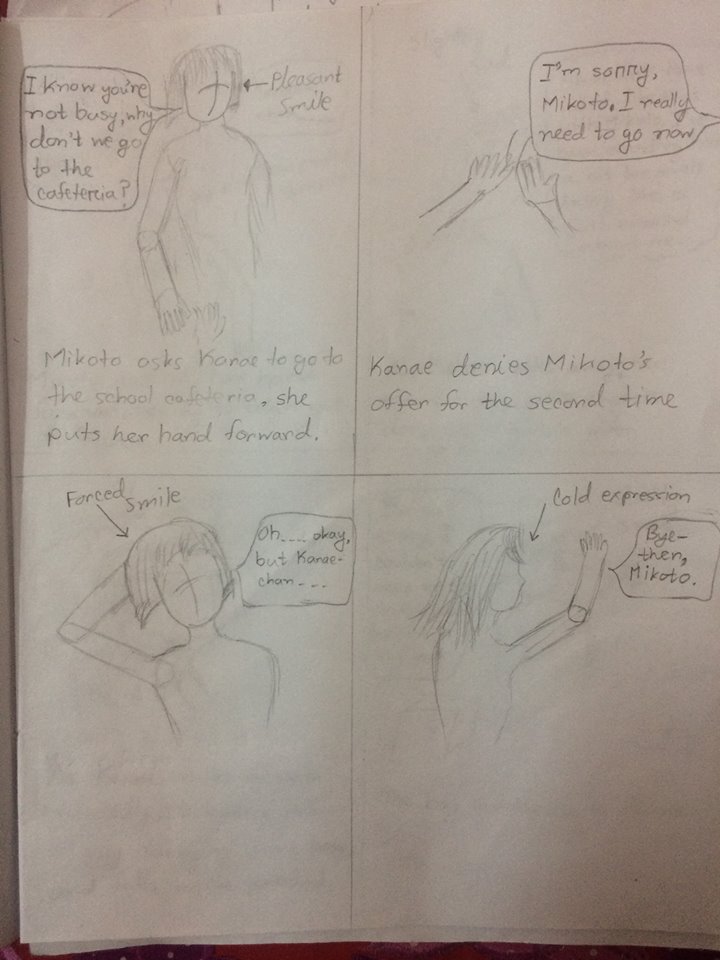 I know you're
not busy, why
don't we go
to the
cafetercia?
Pleasant
Smile
Mikoto asks Kanae to go to
the school cafeteria, she
puts her hand forward.
I'm sorry,
Mikoto. I really
need to go now
Kanae denies Mikoto's
offer for the second time
Forced
Smile
Oh.... okay,
but Kanae-
chan - - -
Cold expression
Bye-
then,
Mikoto.